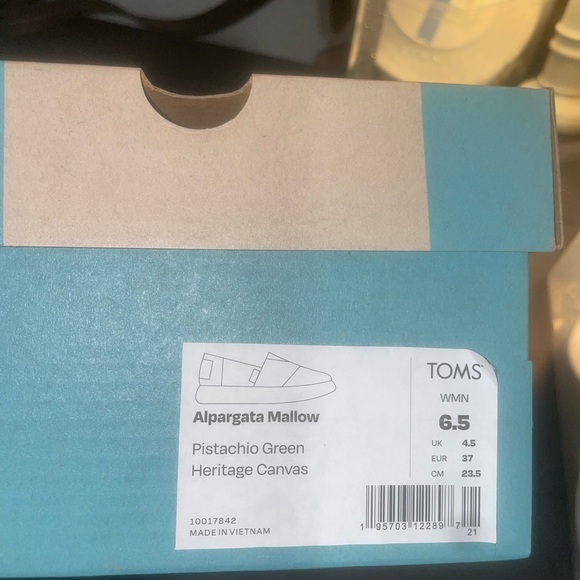 Alpargata Mallow
Pistachio Green
Heritage Canvas
10017842
MADE IN VIETNAM
TOMS
WMN
6.5
UK 4.5
EUR 37
CM 23.5
1 95703 12289 7
21